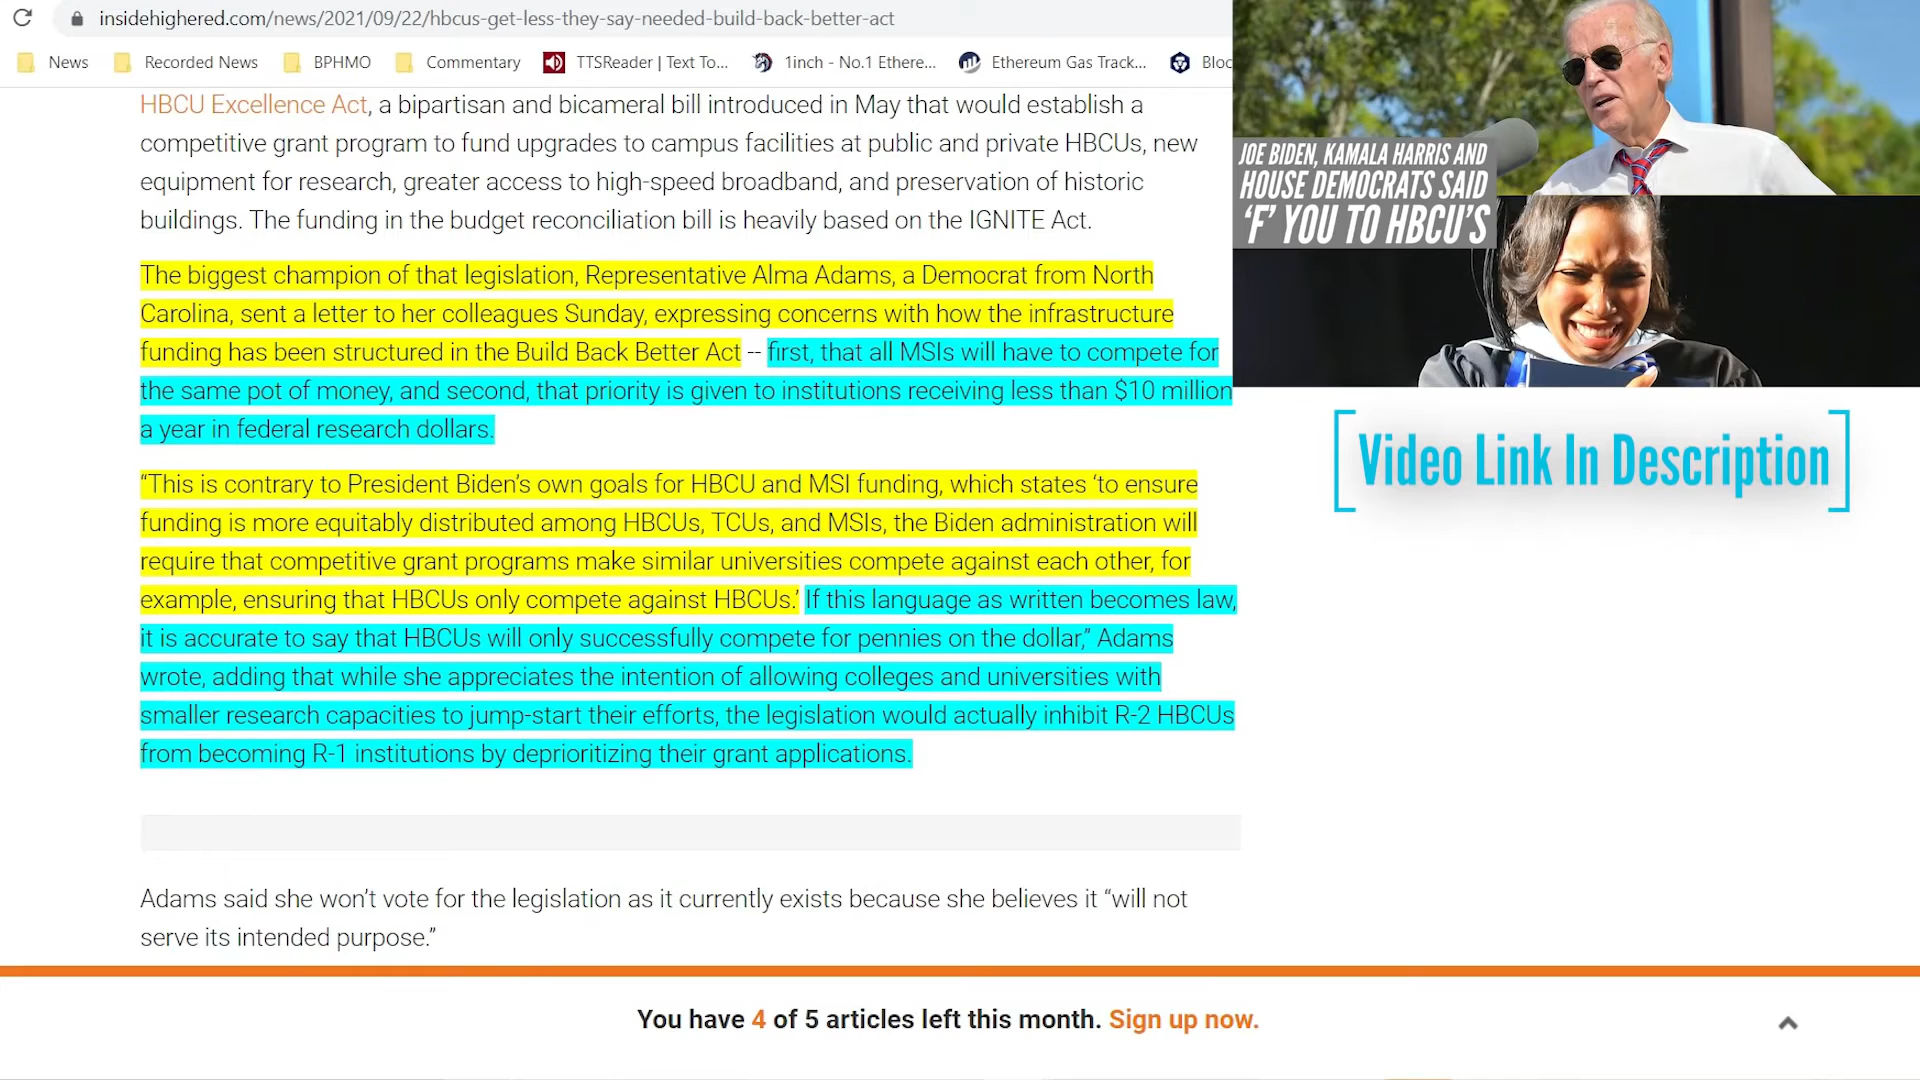 insidehighered.com/news/2021/09/22/hbcus-get-less-they-say-needed-build-back-better-act
News Recorded News BPHMO Commentary TTSReader | Text To... 1inch - No.1 Ethere... Ethereum Gas Track... Bloc
HBCU Excellence Act, a bipartisan and bicameral bill introduced in May that would establish a
competitive grant program to fund upgrades to campus facilities at public and private HBCUs, new
equipment for research, greater access to high-speed broadband, and preservation of historic
buildings. The funding in the budget reconciliation bill is heavily based on the IGNITE Act.
The biggest champion of that legislation, Representative Alma Adams, a Democrat from North
Carolina, sent a letter to her colleagues Sunday, expressing concerns with how the infrastructure
funding has been structured in the Build Back Better Act -- first, that all MSIs will have to compete for
the same pot of money, and second, that priority is given to institutions receiving less than $10 million
a year in federal research dollars.
“This is contrary to President Biden’s own goals for HBCU and MSI funding, which states ‘to ensure
funding is more equitably distributed among HBCUs, TCUs, and MSIs, the Biden administration will
require that competitive grant programs make similar universities compete against each other, for
example, ensuring that HBCUs only compete against HBCUs.’ If this language as written becomes law,
it is accurate to say that HBCUs will only successfully compete for pennies on the dollar,” Adams
wrote, adding that while she appreciates the intention of allowing colleges and universities with
smaller research capacities to jump-start their efforts, the legislation would actually inhibit R-2 HBCUs
from becoming R-1 institutions by deprioritizing their grant applications.
Adams said she won’t vote for the legislation as it currently exists because she believes it “will not
serve its intended purpose.”
You have 4 of 5 articles left this month. Sign up now.
JOE BIDEN, KAMALA HARRIS AND
HOUSE DEMOCRATS SAID
‘F’ YOU TO HBCU’S
Video Link In Description